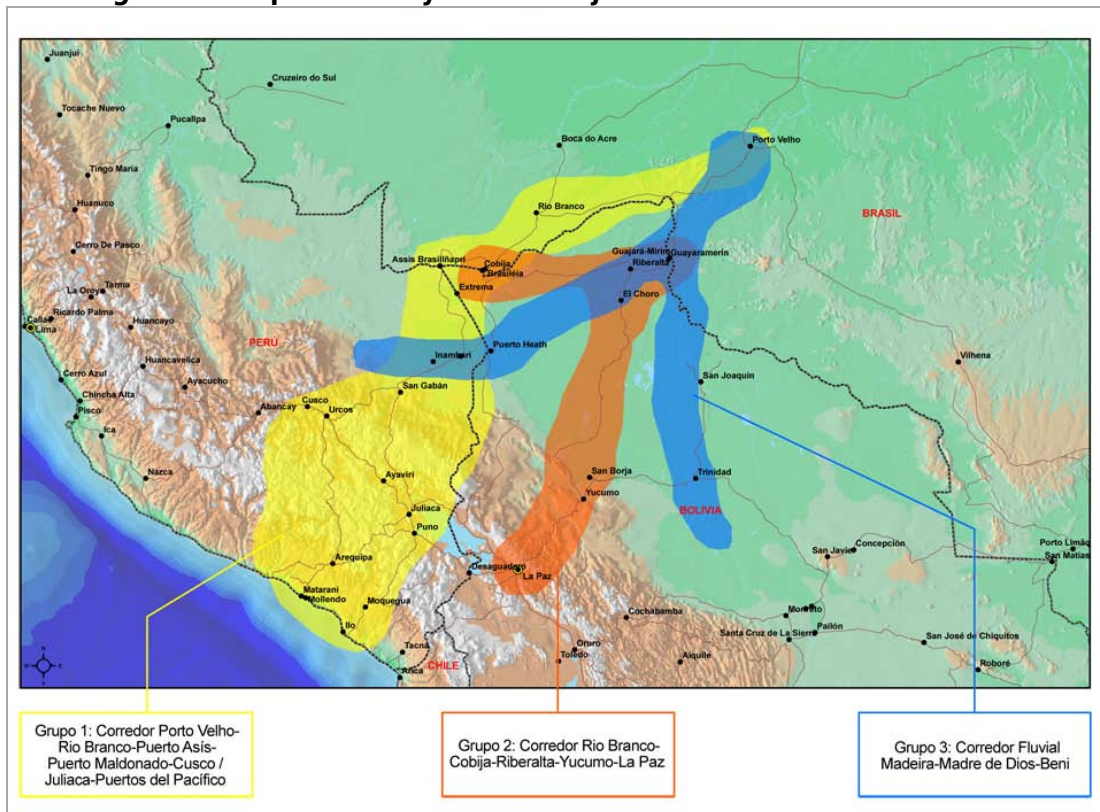 Juanjuí
Cruzeiro do Sul
Tocache Nuevo
Pucallpa
Boca do Acre
Porto Velho
Tingo María
Huanuco
Rio Branco
BRASIL
Cerro De Pasco
Assis Brasil/Iñapri
Cobija
Brasiléia
Guajará-Mirim
Guayaramerín
Riberalta
Extrema
El Choro
La Oroya
Tarma
Ricardo Palma
Callao
Lima
Huancayo
PERÚ
Puerto Heath
Inambari
Vilhena
Huancavelica
Cerro Azul
Ayacucho
San Gabán
San Joaquín
Chincha Alta
Pisco
Abancay
Cusco
Urcos
Ica
Nazca
Ayaviri
San Borja
Trinidad
Yucumo
Juliaca
BOLIVIA
Puno
Arequipa
Desaguadero
La Paz
San Javier
Concepción
Porto Limão
San Matias
Matarani
Mollendo
Moquegua
Ilo
Cochabamba
Montero
Pailón
Santa Cruz de La Sierra
San José de Chiquitos
Tacna
CHILE
Arica
Oruro
Toledo
Aiquile
Roboré
Grupo 1: Corredor Porto Velho-
Rio Branco-Puerto Asís-
Puerto Maldonado-Cusco /
Juliaca-Puertos del Pacífico
Grupo 2: Corredor Rio Branco-
Cobija-Riberalta-Yucumo-La Paz
Grupo 3: Corredor Fluvial
Madeira-Madre de Dios-Beni